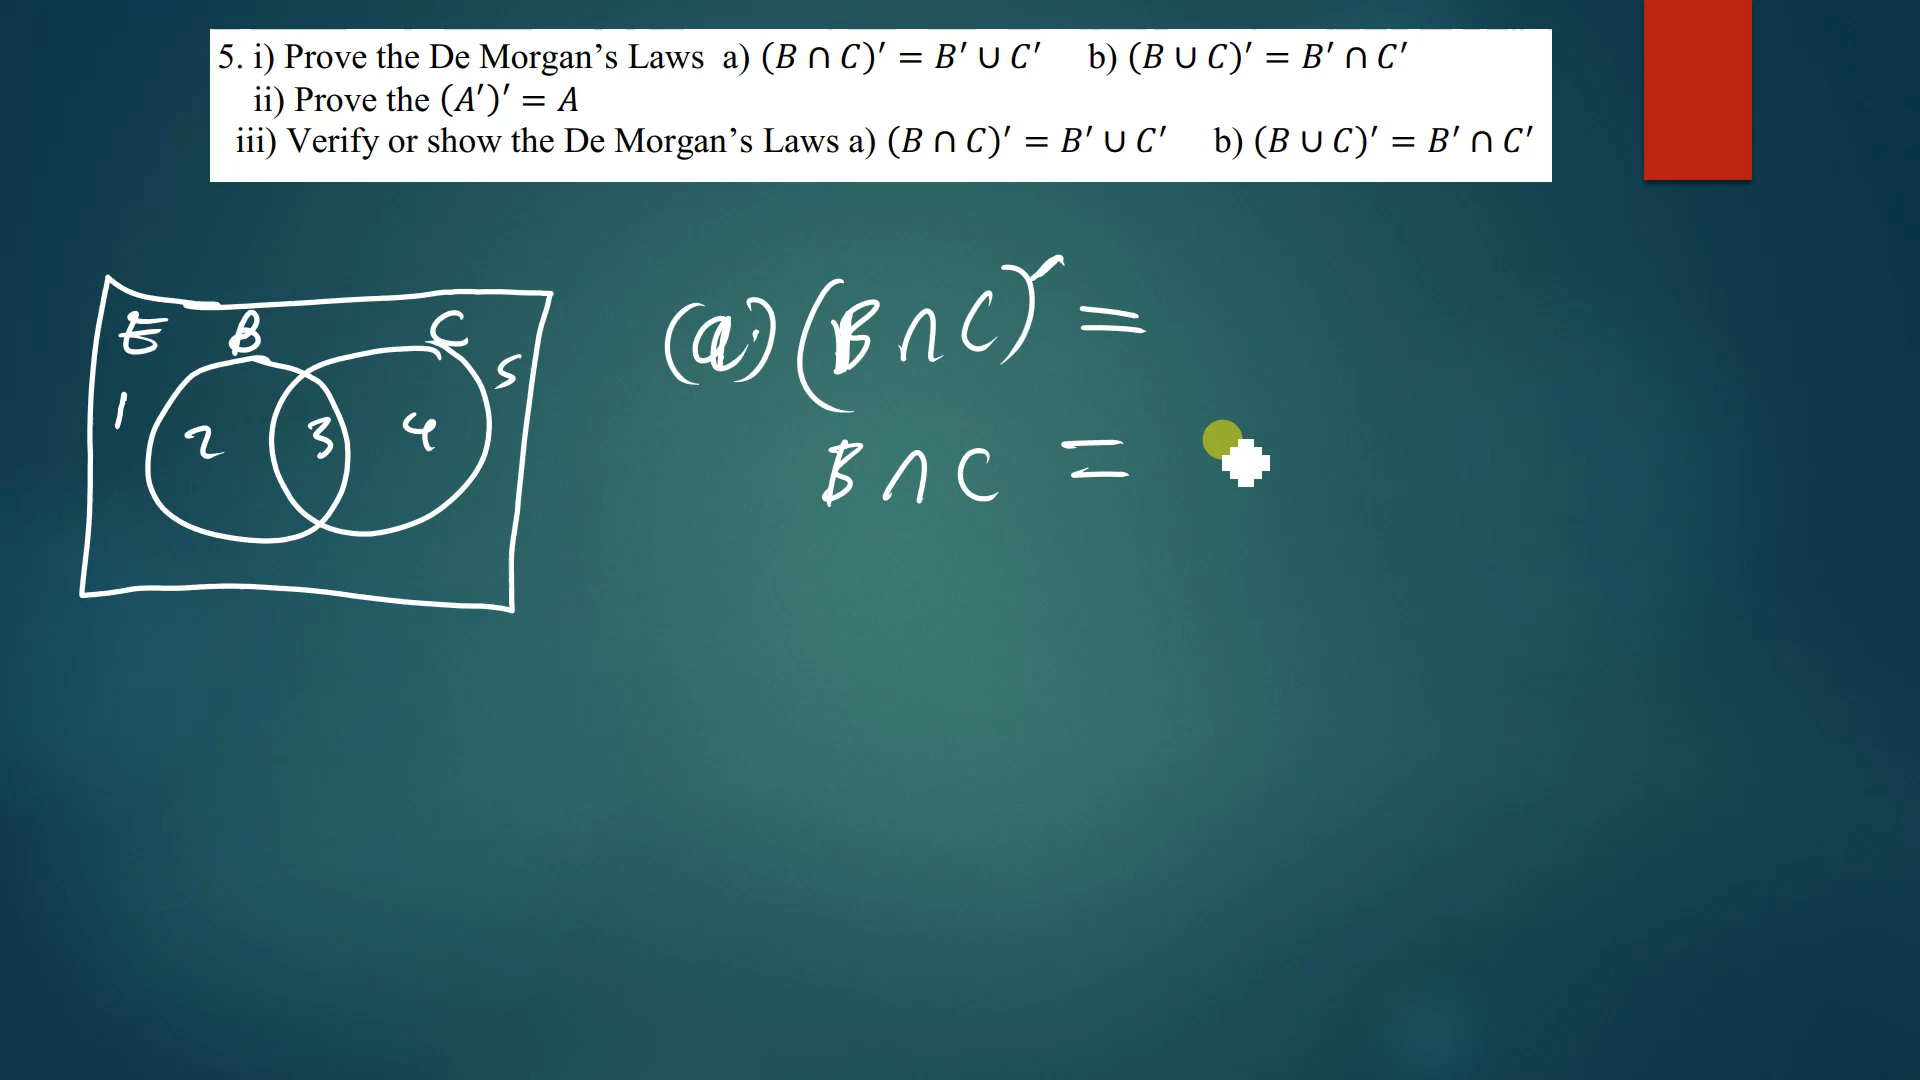 5. i) Prove the De Morgan’s Laws a) (B ∩ C)′ = B′ ∪ C′ b) (B ∪ C)′ = B′ ∩ C′
ii) Prove the (A′)′ = A
iii) Verify or show the De Morgan’s Laws a) (B ∩ C)′ = B′ ∪ C′ b) (B ∪ C)′ = B′ ∩ C′
(a) (B ∩ C)′ =
B ∩ C =
E B C
1 2 3 4 5